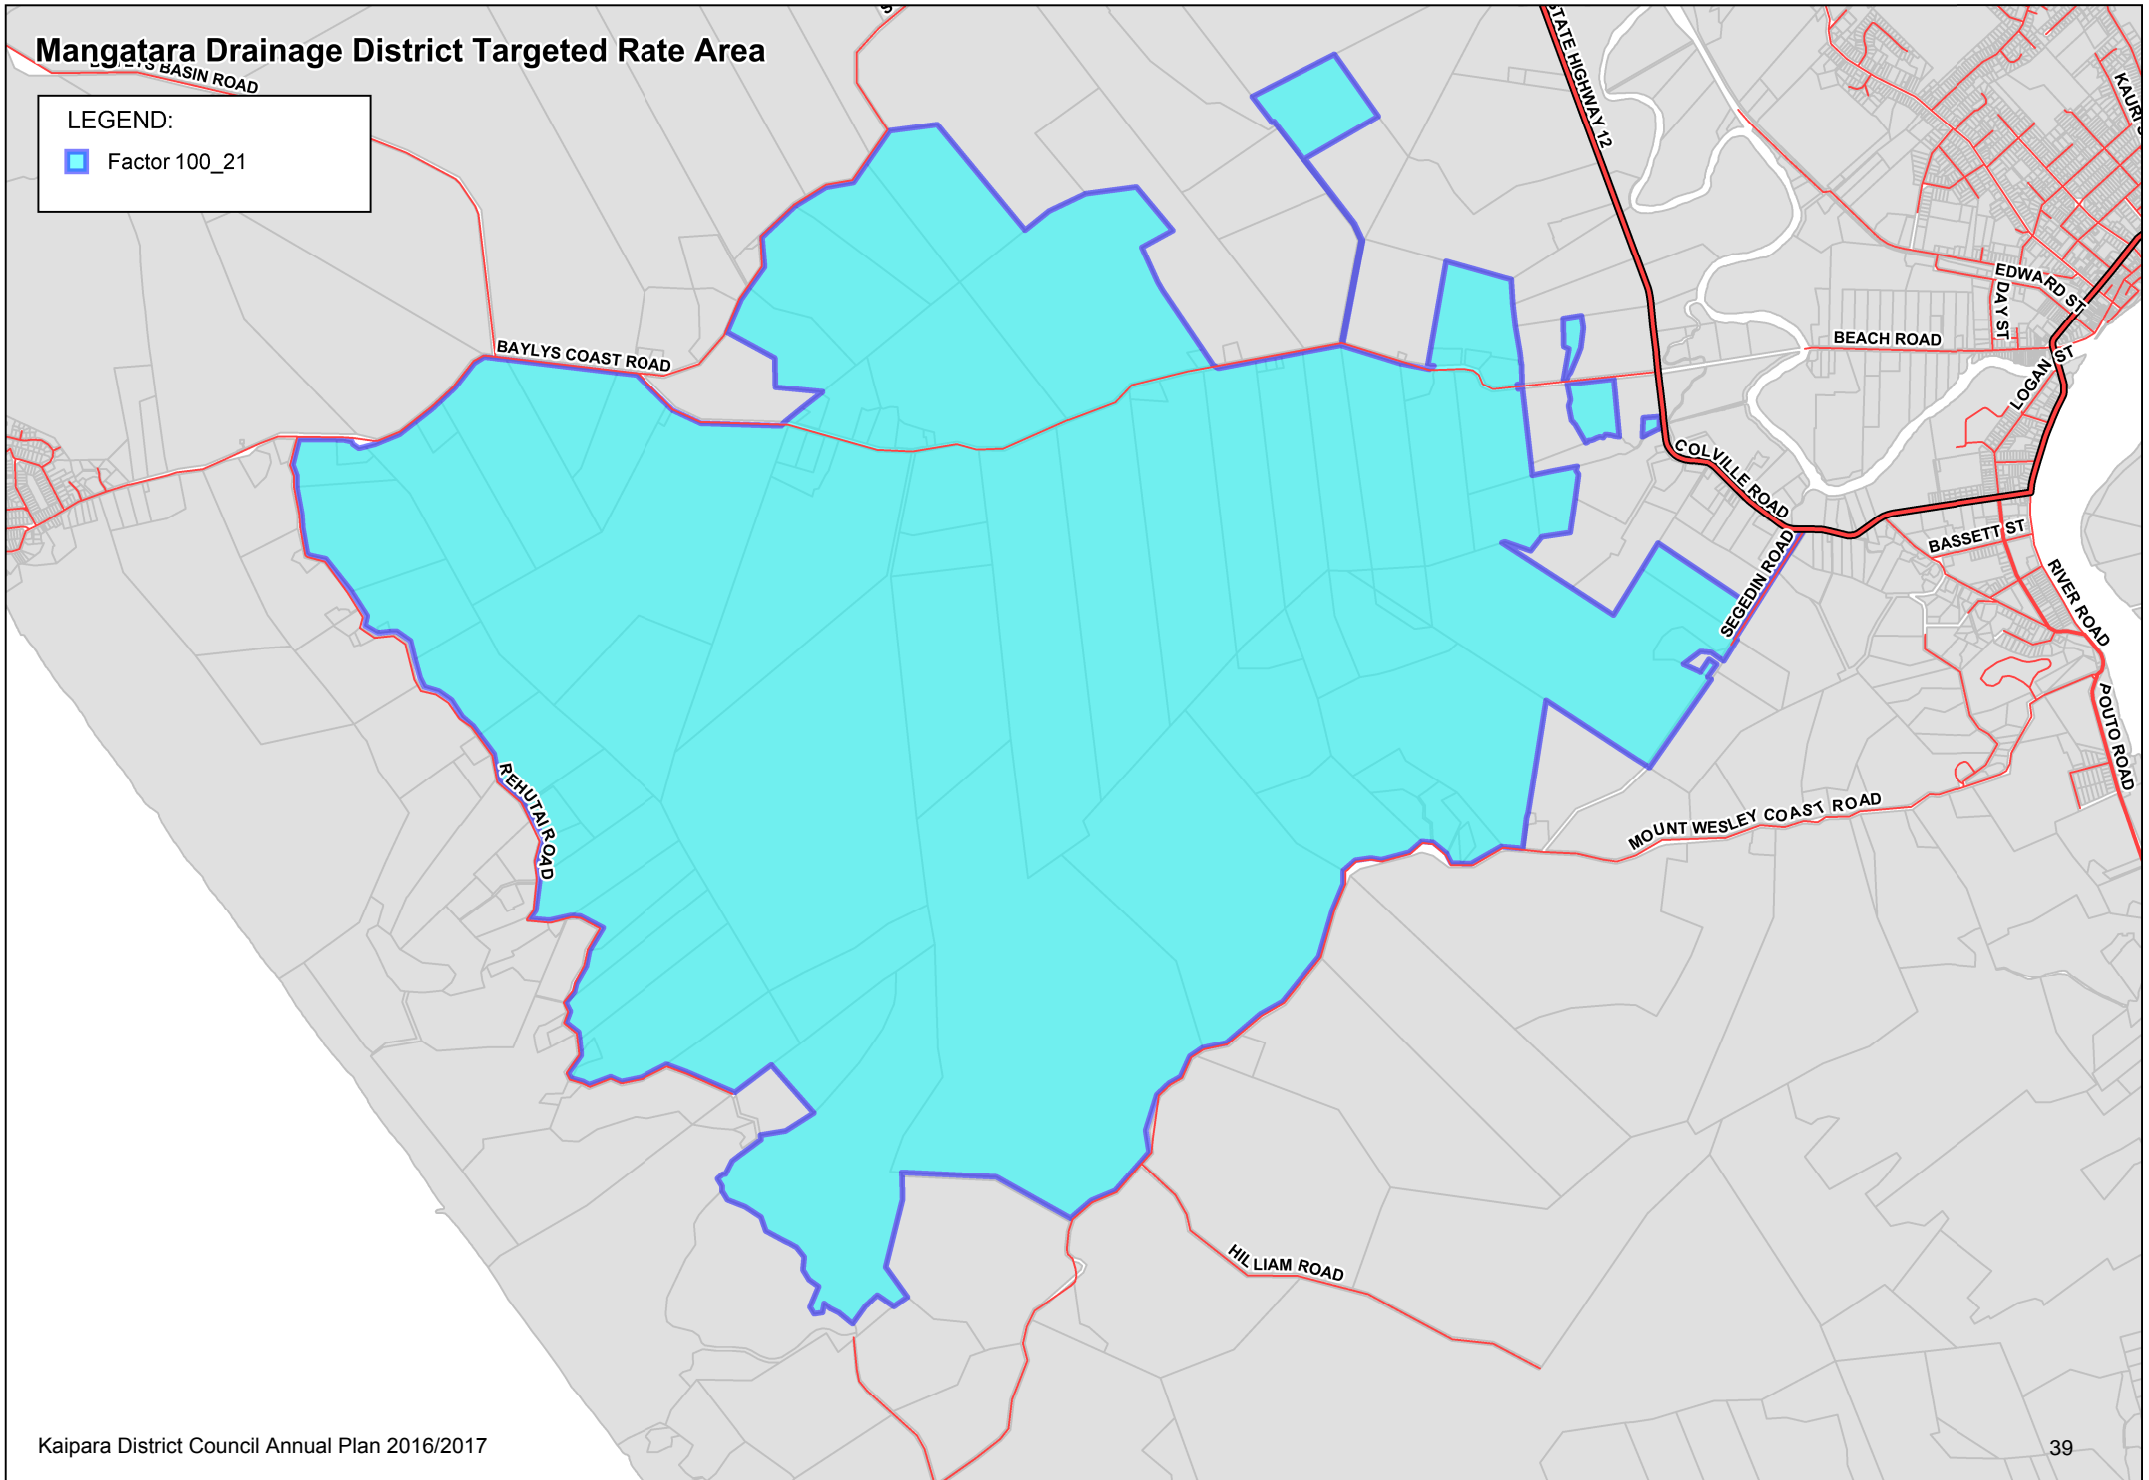 Mangatara Drainage District Targeted Rate Area
BASIN ROAD
LEGEND:
Factor 100_21
STATE HIGHWAY 12
EDWARD ST
DAY ST
BEACH ROAD
LOGAN ST
BAYLYS COAST ROAD
COLVILLE ROAD
BASSETT ST
SEGEDIN ROAD
RIVER ROAD
POUTO ROAD
REHUTAI ROAD
MOUNT WESLEY COAST ROAD
HILLIAM ROAD
Kaipara District Council Annual Plan 2016/2017
39